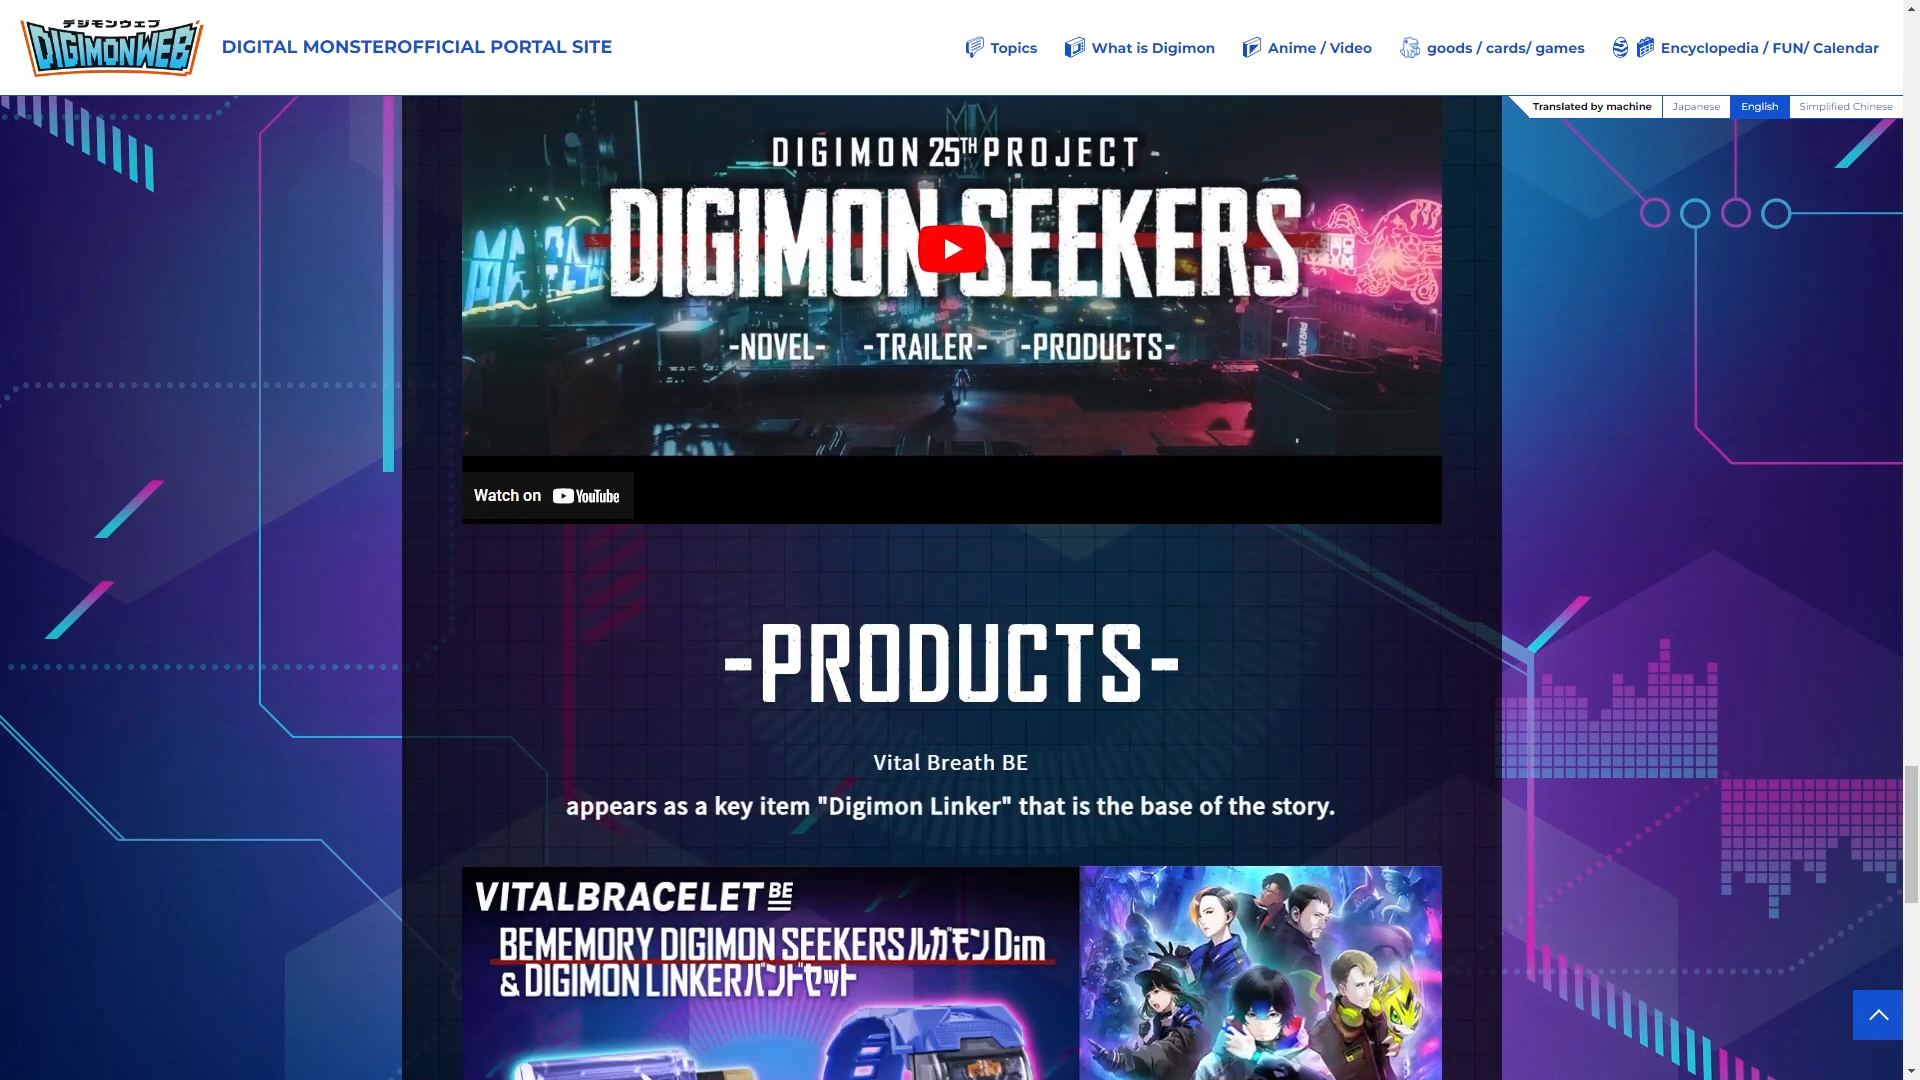 デジモンウェブ
DIGIMONWEB
DIGITAL MONSTEROFFICIAL PORTAL SITE
Topics
What is Digimon
Anime / Video
goods / cards/ games
Encyclopedia / FUN/ Calendar
Translated by machine
Japanese
English
Simplified Chinese
DIGIMON 25TH PROJECT
DIGIMON SEEKERS
-NOVEL- -TRAILER- -PRODUCTS-
Watch on YouTube
-PRODUCTS-
Vital Breath BE
appears as a key item "Digimon Linker" that is the base of the story.
VITALBRACELET BE
BEMEMORY DIGIMON SEEKERSルガモンDim
& DIGIMON LINKERバンドセット